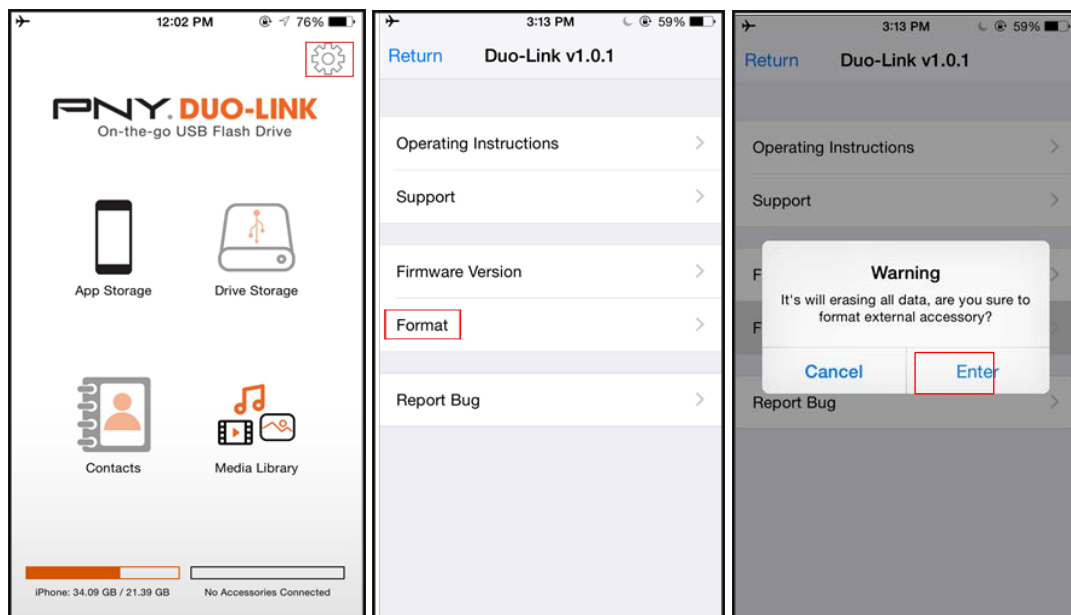 12:02 PM
76%
PNY. DUO-LINK
On-the-go USB Flash Drive
App Storage
Drive Storage
Contacts
Media Library
iPhone: 34.09 GB / 21.39 GB
No Accessories Connected
3:13 PM
59%
Return
Duo-Link v1.0.1
Operating Instructions
Support
Firmware Version
Format
Report Bug
3:13 PM
59%
Return
Duo-Link v1.0.1
Operating Instructions
Support
F
F
Warning
It's will erasing all data, are you sure to
format external accessory?
Cancel
Enter
Report Bug